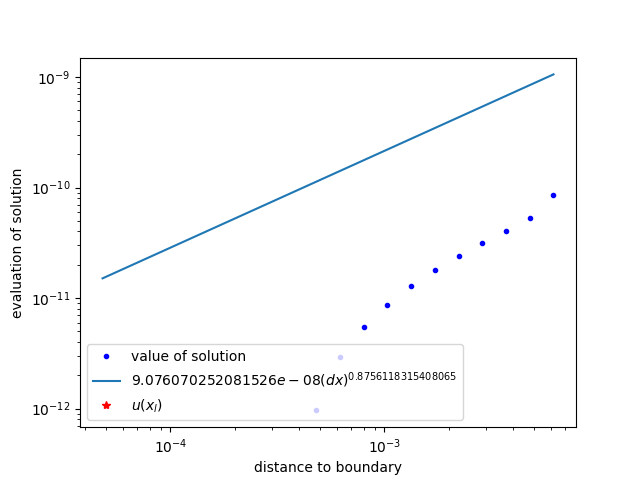 10⁻⁹
10⁻¹⁰
10⁻¹¹
10⁻¹²
evaluation of solution
value of solution
9.076070252081526e − 08(dx)^0.8756118315408065
u(x_l)
10⁻⁴
10⁻³
distance to boundary